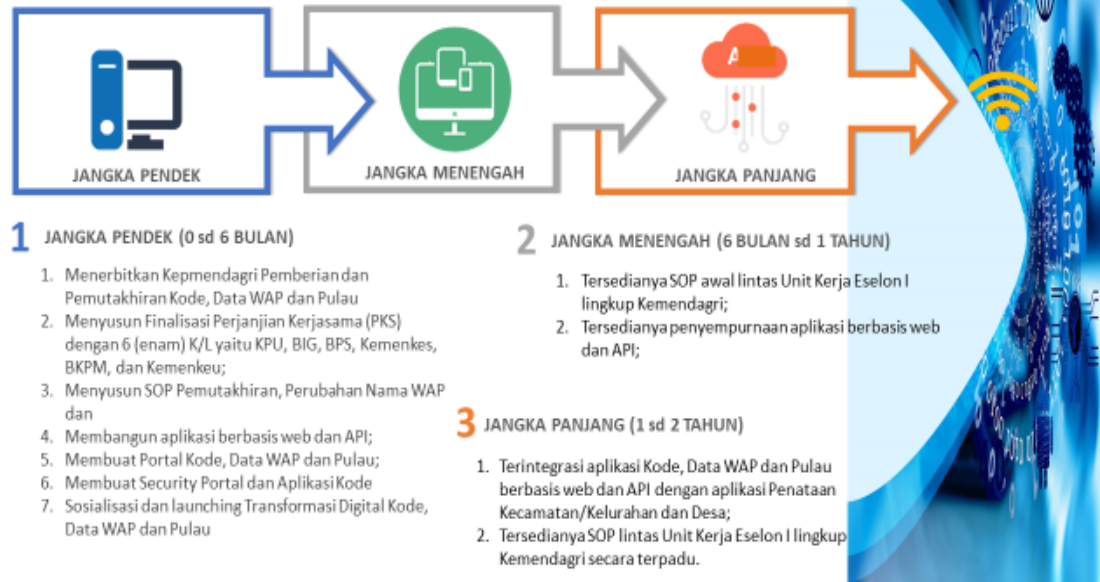 JANGKA PENDEK
JANGKA MENENGAH
JANGKA PANJANG
1 JANGKA PENDEK (0 sd 6 BULAN)
1. Menerbitkan Kepmendagri Pemberian dan
Pemutakhiran Kode, Data WAP dan Pulau
2. Menyusun Finalisasi Perjanjian Kerjasama (PKS)
dengan 6 (enam) K/L yaitu KPU, BIG, BPS, Kemenkes,
BKPM, dan Kemenkeu;
3. Menyusun SOP Pemutakhiran, Perubahan Nama WAP
dan
4. Membangun aplikasi berbasis web dan API;
5. Membuat Portal Kode, Data WAP dan Pulau;
6. Membuat Security Portal dan Aplikasi Kode
7. Sosialisasi dan launching Transformasi Digital Kode,
Data WAP dan Pulau
2 JANGKA MENENGAH (6 BULAN sd 1 TAHUN)
1. Tersedianya SOP awal lintas Unit Kerja Eselon I
lingkup Kemendagri;
2. Tersedianya penyempurnaan aplikasi berbasis web
dan API;
3 JANGKA PANJANG (1 sd 2 TAHUN)
1. Terintegrasi aplikasi Kode, Data WAP dan Pulau
berbasis web dan API dengan aplikasi Penataan
Kecamatan/Kelurahan dan Desa;
2. Tersedianya SOP lintas Unit Kerja Eselon I lingkup
Kemendagri secara terpadu.